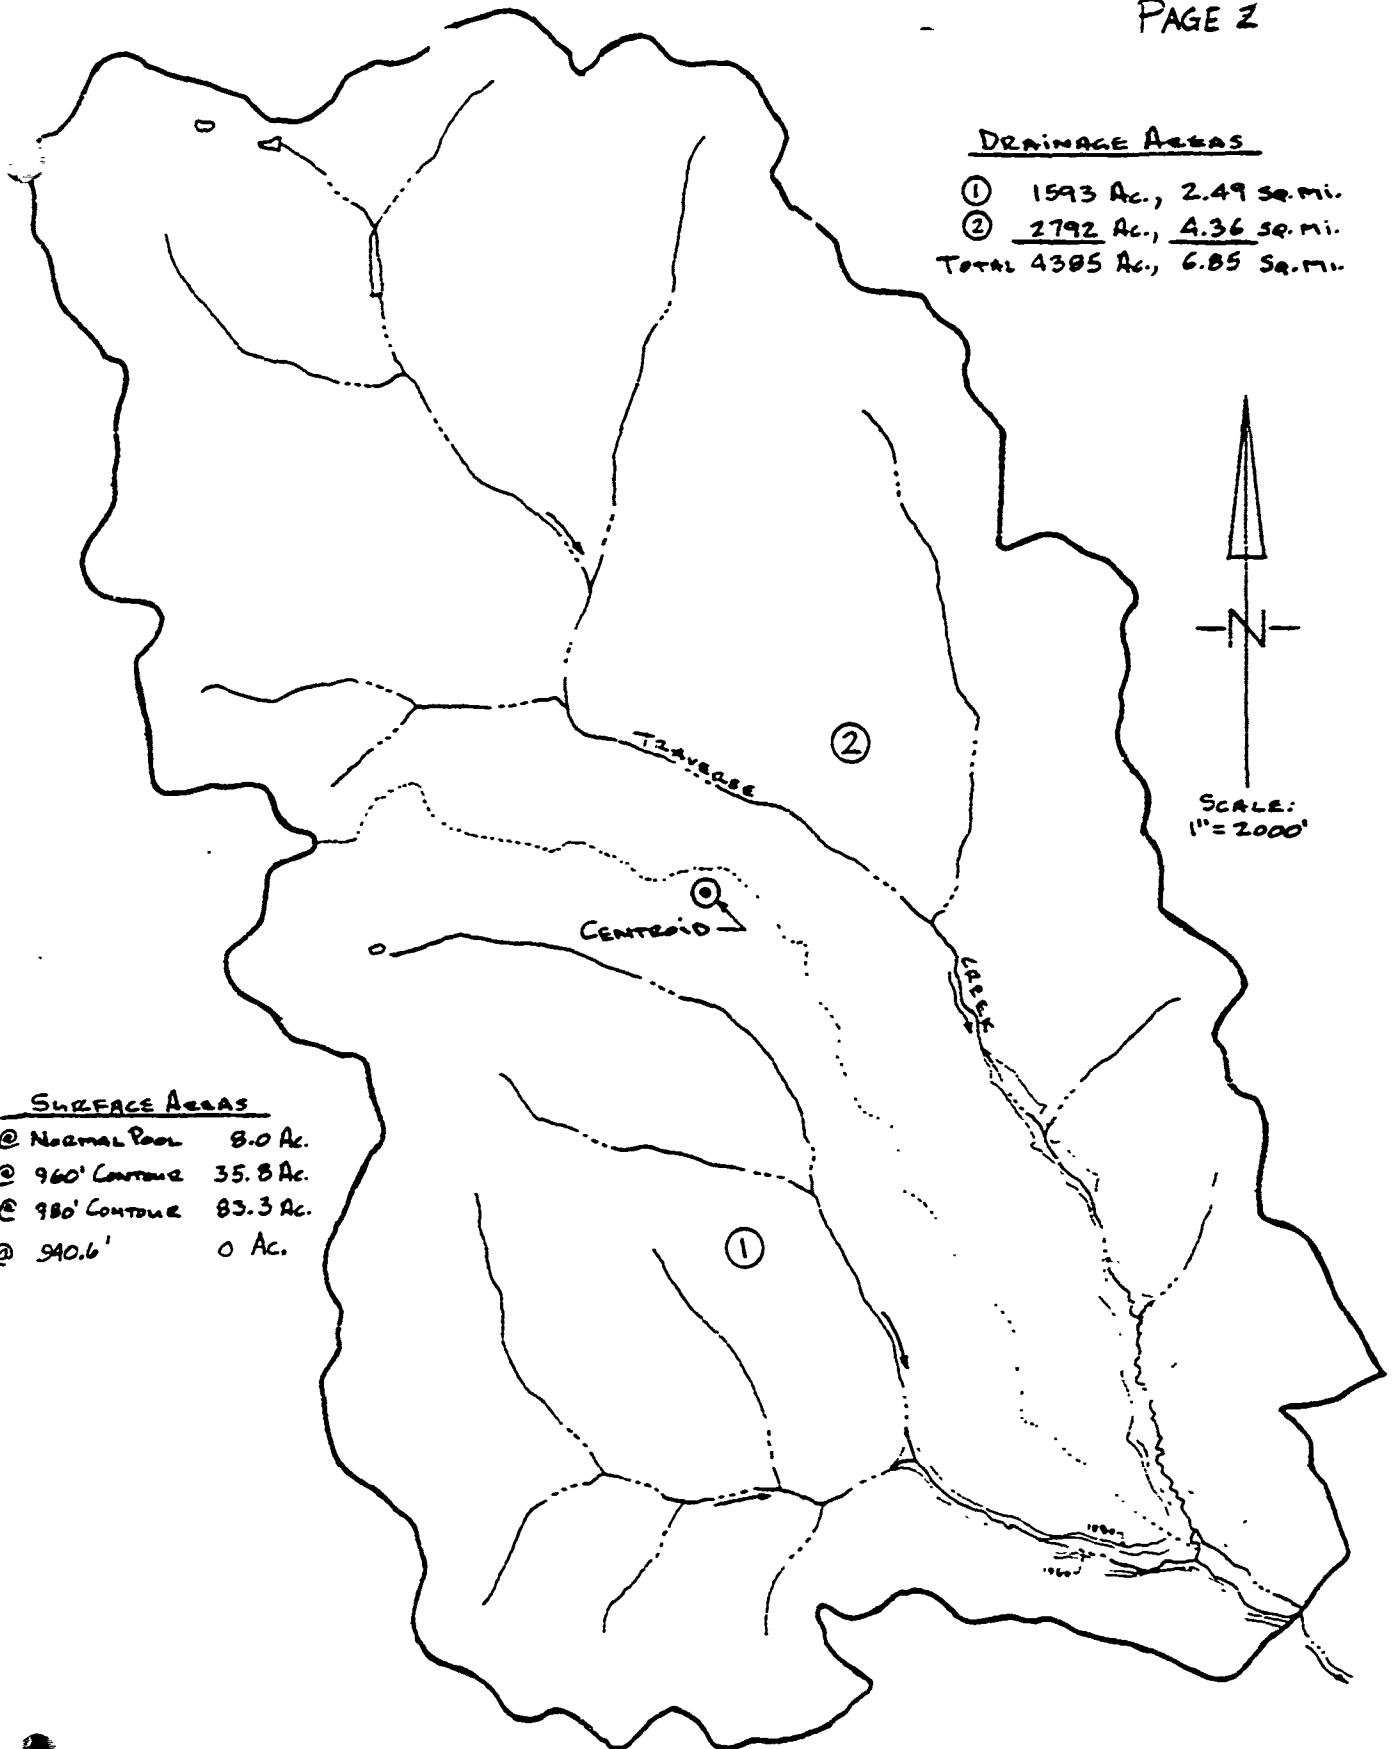 PAGE 2
DRAINAGE AREAS
① 1593 Ac., 2.49 sq.mi.
② 2792 Ac., 4.36 sq.mi.
TOTAL 4385 Ac., 6.85 sq.mi.
N
SCALE:
1" = 2000'
②
TRAVERSE
CENTROID
CREEK
SURFACE AREAS
@ NORMAL POOL 8.0 Ac.
@ 960' CONTOUR 35.8 Ac.
@ 980' CONTOUR 83.3 Ac.
@ 940.6' 0 Ac.
①